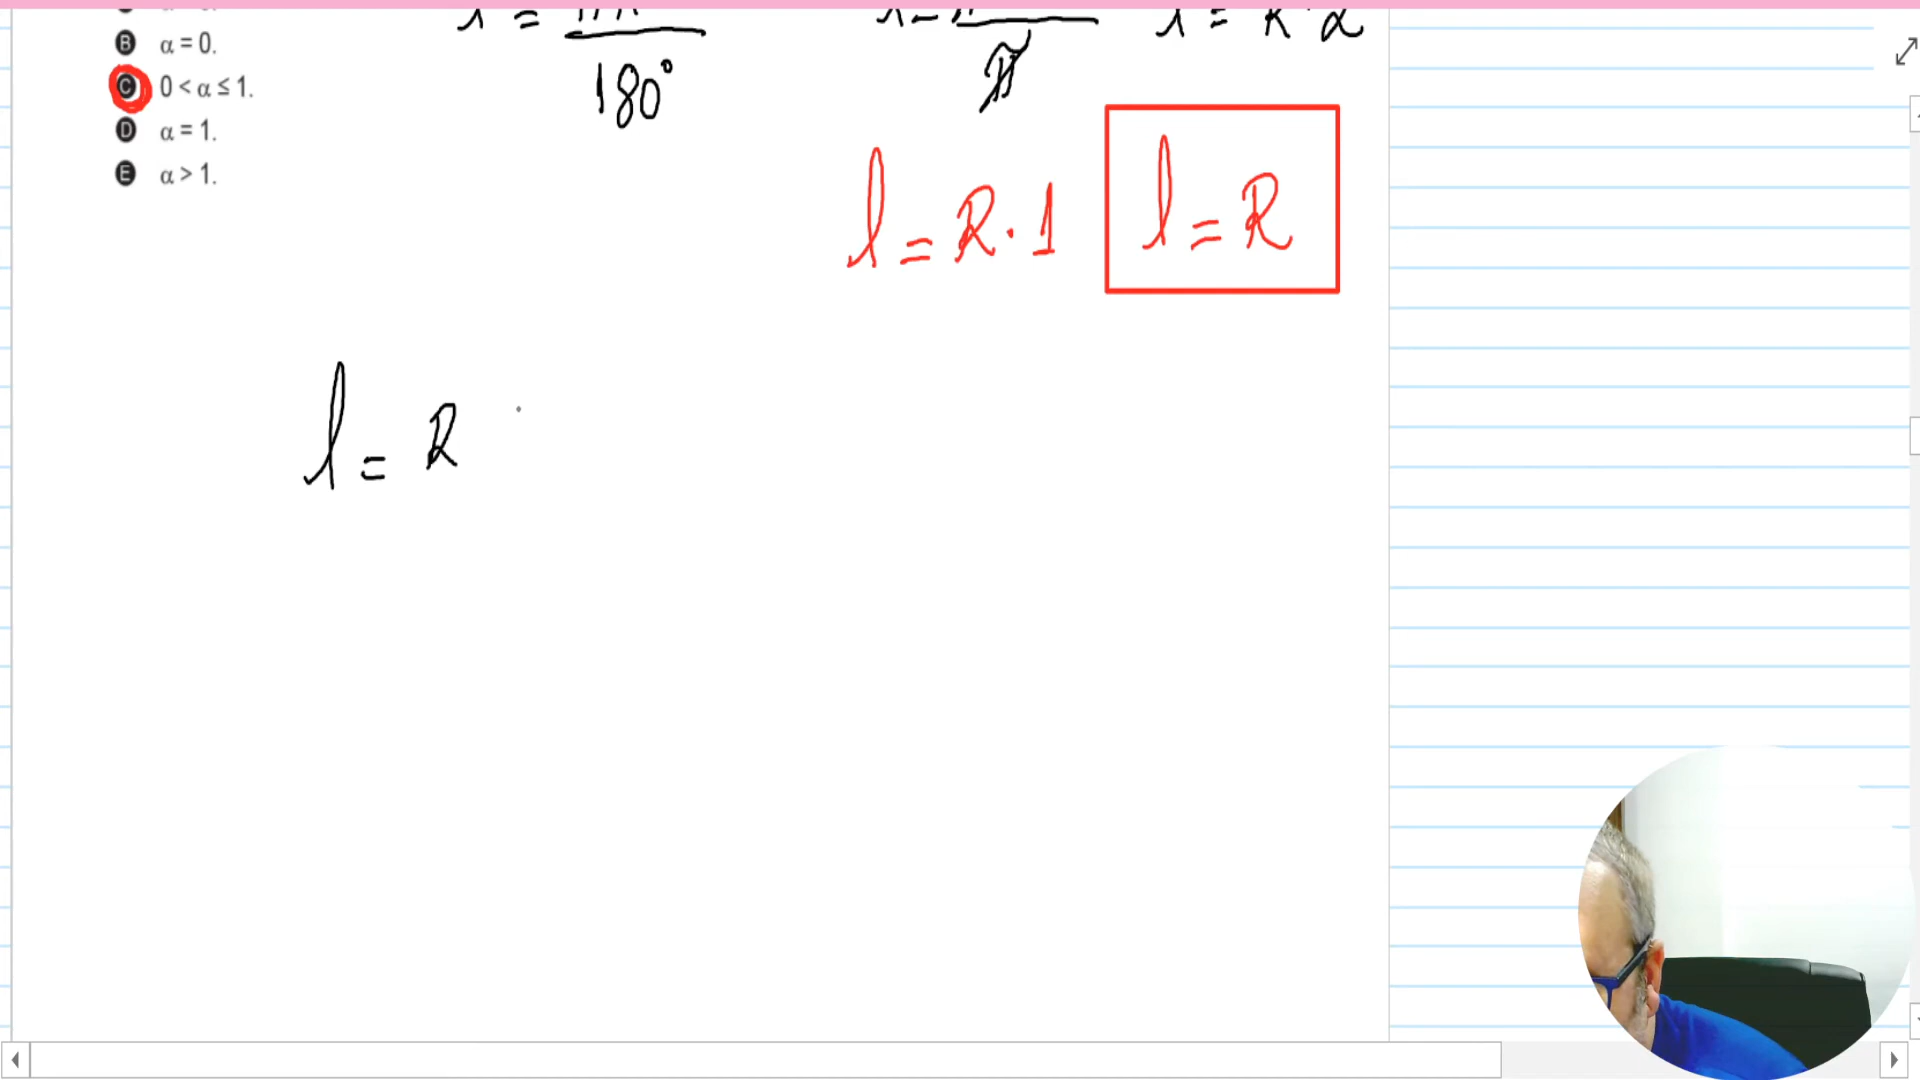 B α = 0.
C 0 < α ≤ 1.
D α = 1.
E α > 1.
l =
180°
π
l = R · α
l = R · 1
l = R
l = R